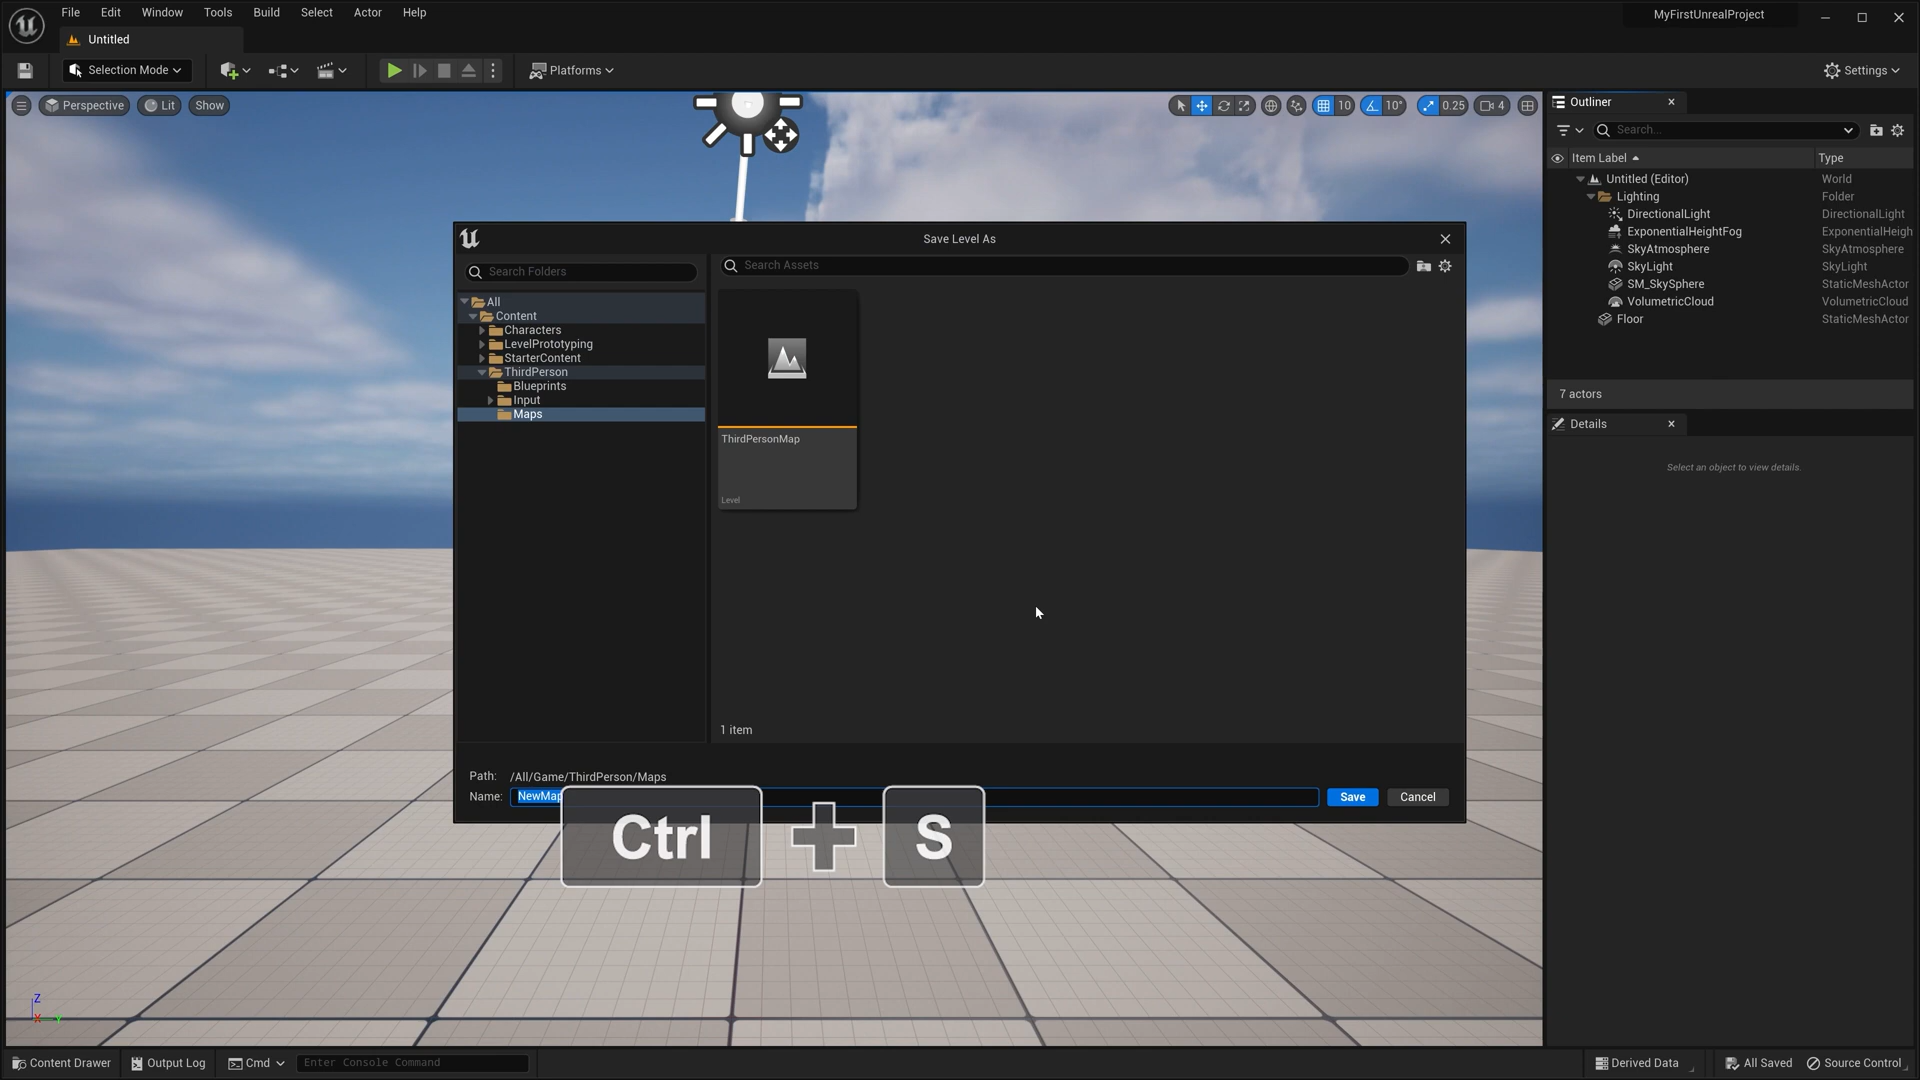 File Edit Window Tools Build Select Actor Help
MyFirstUnrealProject
Untitled
Selection Mode
Platforms
Settings
Perspective Lit Show
10 10° 0.25 4
Outliner
Search...
Item Label Type
Untitled (Editor) World
Lighting Folder
DirectionalLight DirectionalLight
ExponentialHeightFog ExponentialHeigh
SkyAtmosphere SkyAtmosphere
SkyLight SkyLight
SM_SkySphere StaticMeshActor
VolumetricCloud VolumetricCloud
Floor StaticMeshActor
7 actors
Details
Select an object to view details.
Save Level As
Search Folders
Search Assets
All
Content
Characters
LevelPrototyping
StarterContent
ThirdPerson
Blueprints
Input
Maps
ThirdPersonMap
Level
1 item
Path: /All/Game/ThirdPerson/Maps
Name: NewMap
Save Cancel
Ctrl + S
Z
X Y
Content Drawer Output Log Cmd Enter Console Command
Derived Data All Saved Source Control